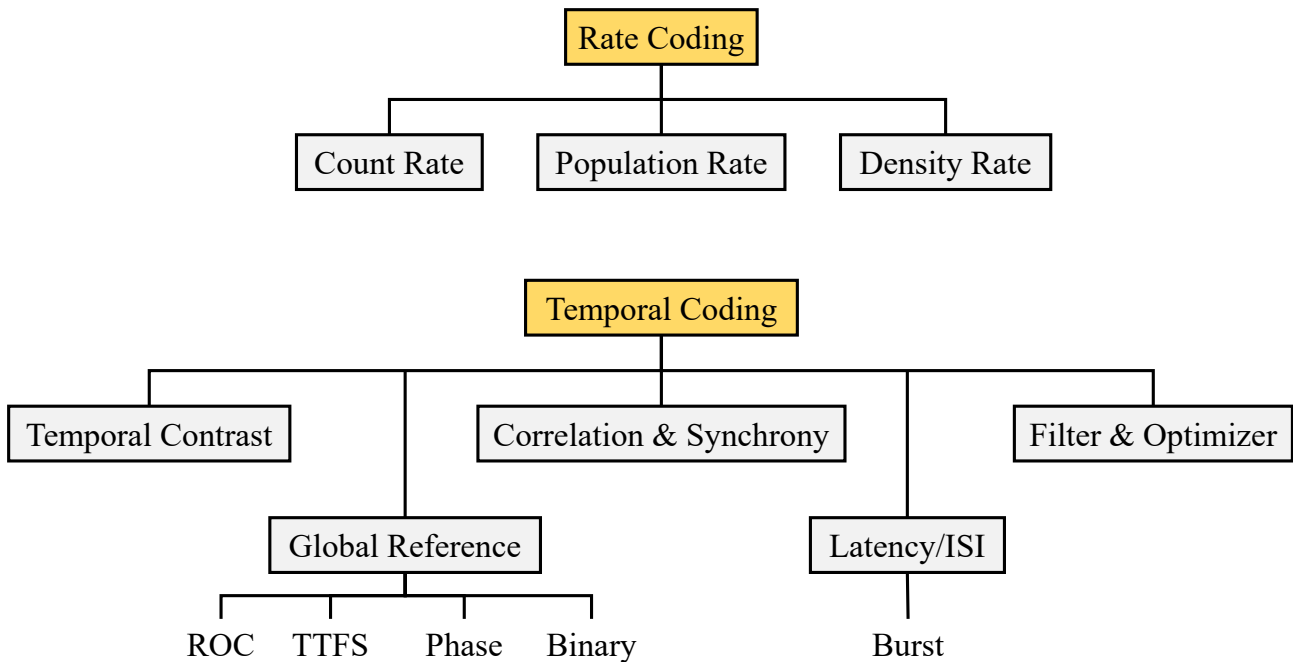 Rate Coding
Count Rate
Population Rate
Density Rate
Temporal Coding
Temporal Contrast
Correlation & Synchrony
Filter & Optimizer
Global Reference
Latency/ISI
ROC
TTFS
Phase
Binary
Burst